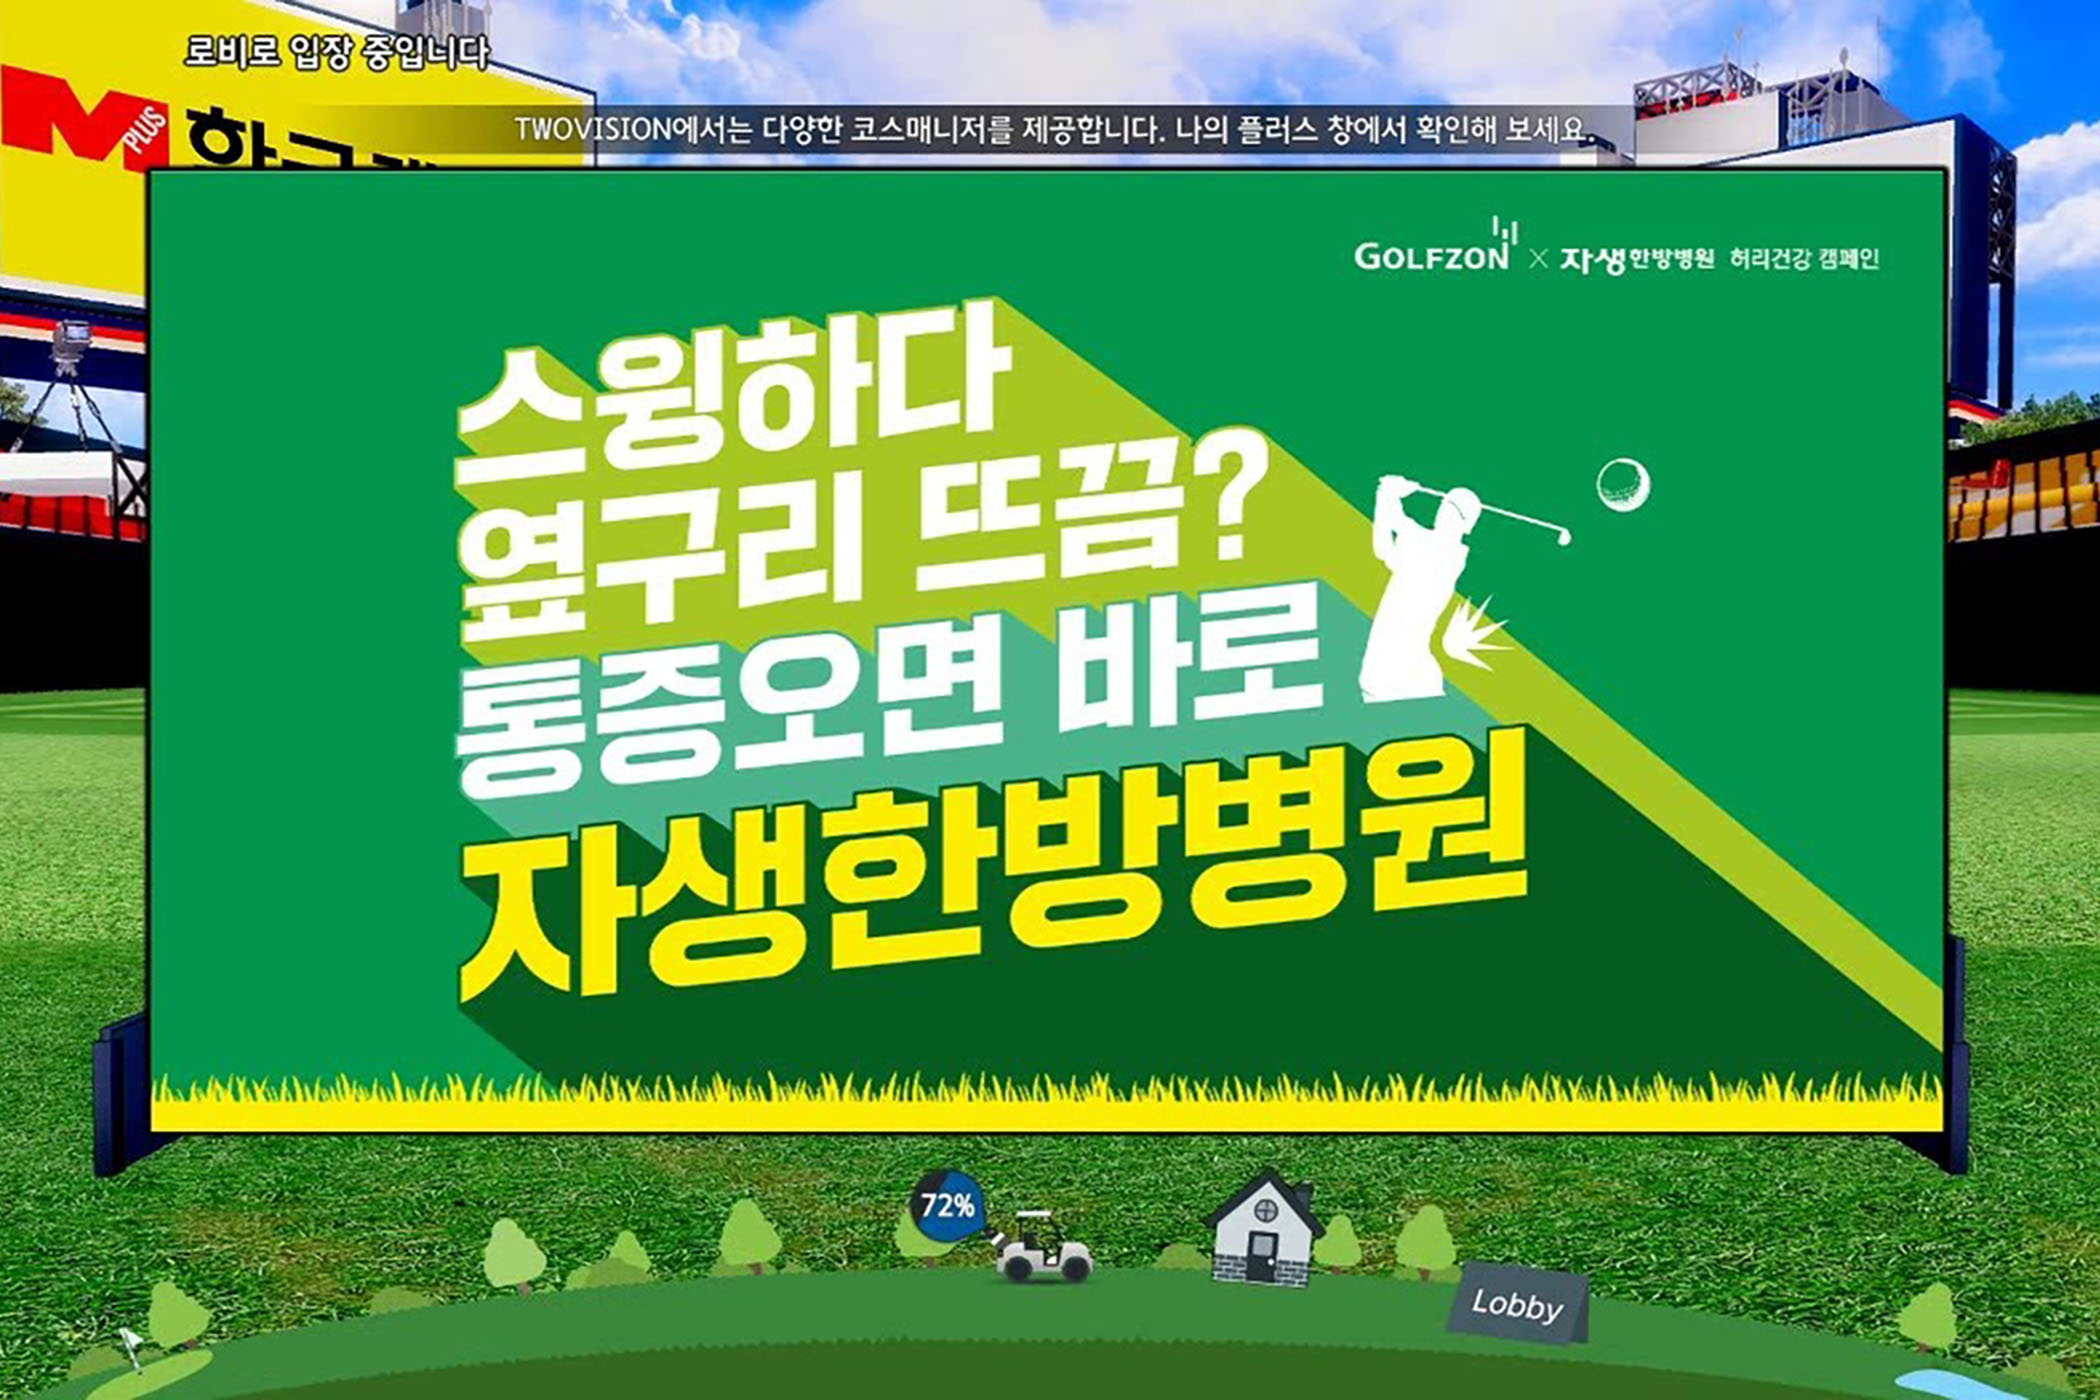 로비로 입장 중입니다
M PLUS 한국
TWOVISION에서는 다양한 코스매니저를 제공합니다. 나의 플러스 창에서 확인해 보세요.
GOLFZON X 자생한방병원 허리건강 캠페인
스윙하다
옆구리 뜨끔?
통증오면 바로
자생한방병원
72%
Lobby